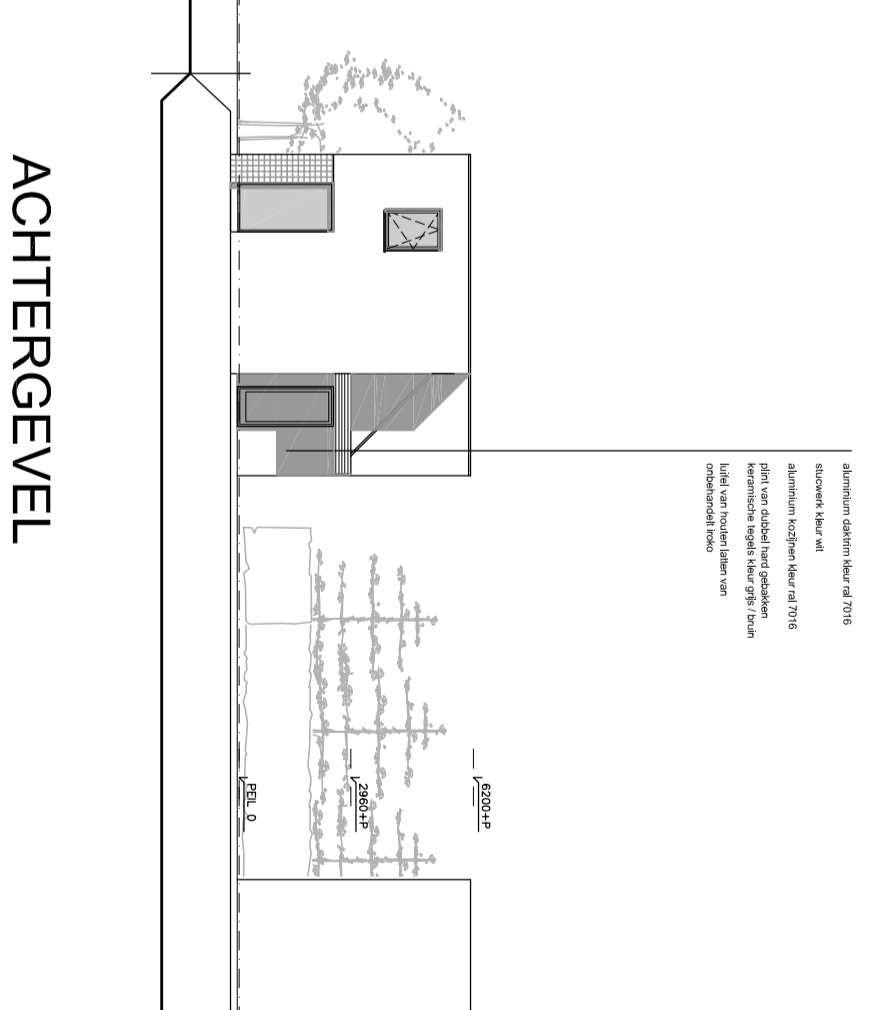 aluminium daktrim kleur ral 7016
stucwerk kleur wit
aluminium kozijnen kleur ral 7016
plint van dubbel hard gebakken
keramische tegels kleur grijs / bruin
luifel van houten latten van
onbehandelt iroko
6200+P
2960+P
PEIL 0
ACHTERGEVEL